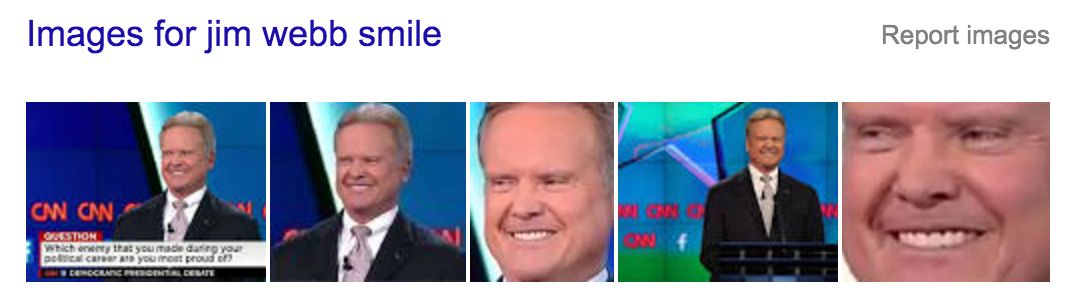 Images for jim webb smile
Report images
CNN CNN
QUESTION
Which enemy that you made during your
political career are you most proud of?
CNN DEMOCRATIC PRESIDENTIAL DEBATE
CNN CNN
CNN f